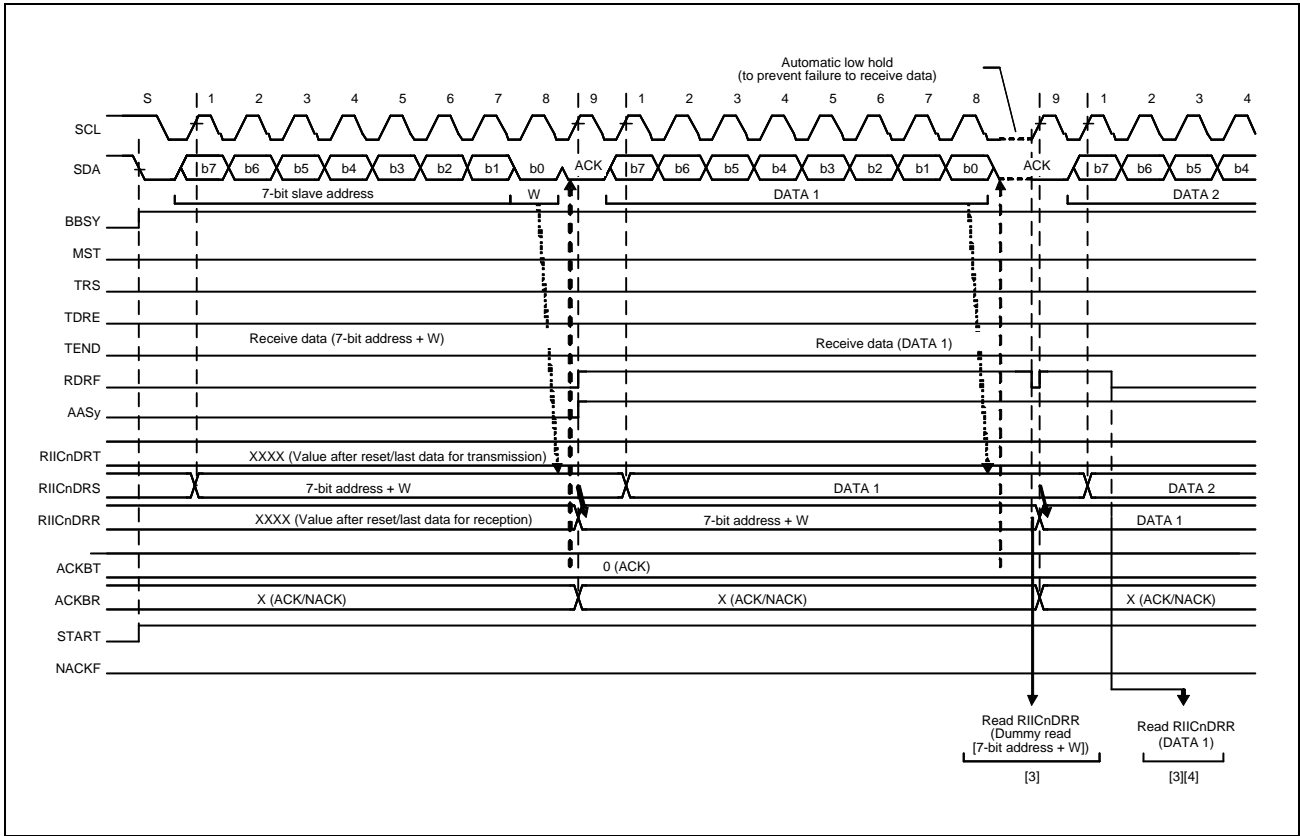 Automatic low hold
(to prevent failure to receive data)
S 1 2 3 4 5 6 7 8 9 1 2 3 4 5 6 7 8 9 1 2 3 4
SCL
SDA b7 b6 b5 b4 b3 b2 b1 b0 ACK b7 b6 b5 b4 b3 b2 b1 b0 ACK b7 b6 b5 b4
7-bit slave address W DATA 1 DATA 2
BBSY
MST
TRS
TDRE
Receive data (7-bit address + W) Receive data (DATA 1)
TEND
RDRF
AASy
RIICnDRT XXXX (Value after reset/last data for transmission)
RIICnDRS 7-bit address + W DATA 1 DATA 2
RIICnDRR XXXX (Value after reset/last data for reception) 7-bit address + W DATA 1
ACKBT 0 (ACK)
ACKBR X (ACK/NACK) X (ACK/NACK) X (ACK/NACK)
START
NACKF
Read RIICnDRR
(Dummy read
[7-bit address + W])
[3]
Read RIICnDRR
(DATA 1)
[3][4]